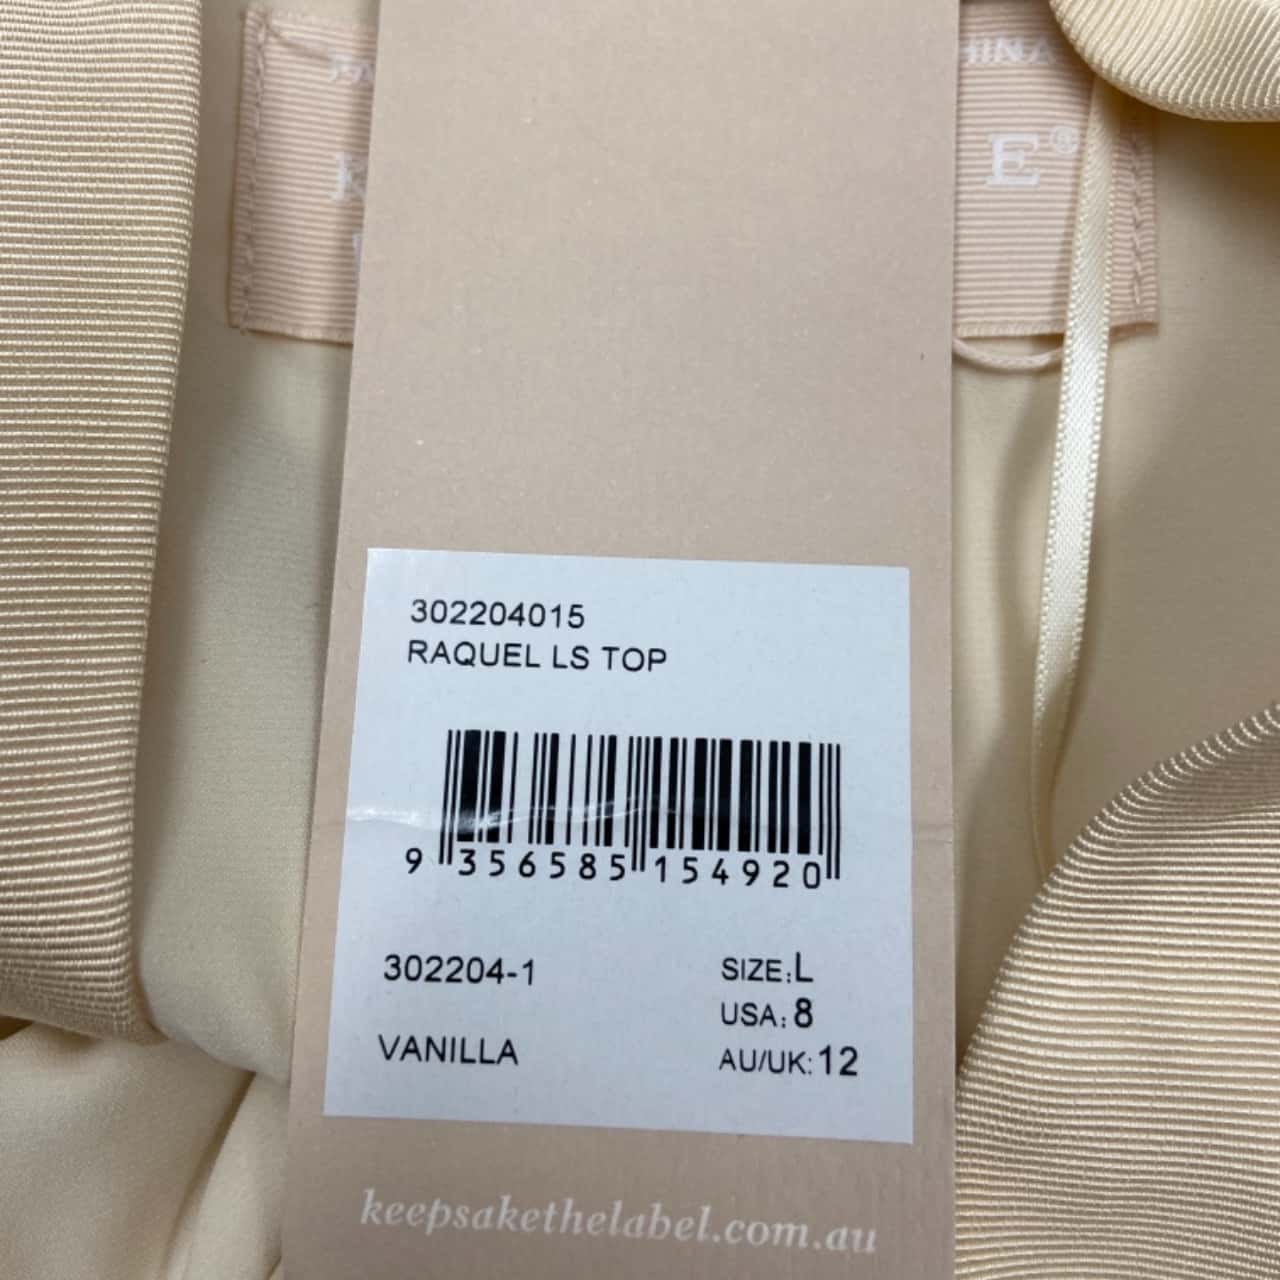 E®
302204015
RAQUEL LS TOP
9 356585 154920
302204-1
SIZE:L
USA: 8
VANILLA
AU/UK: 12
keepsakethelabel.com.au